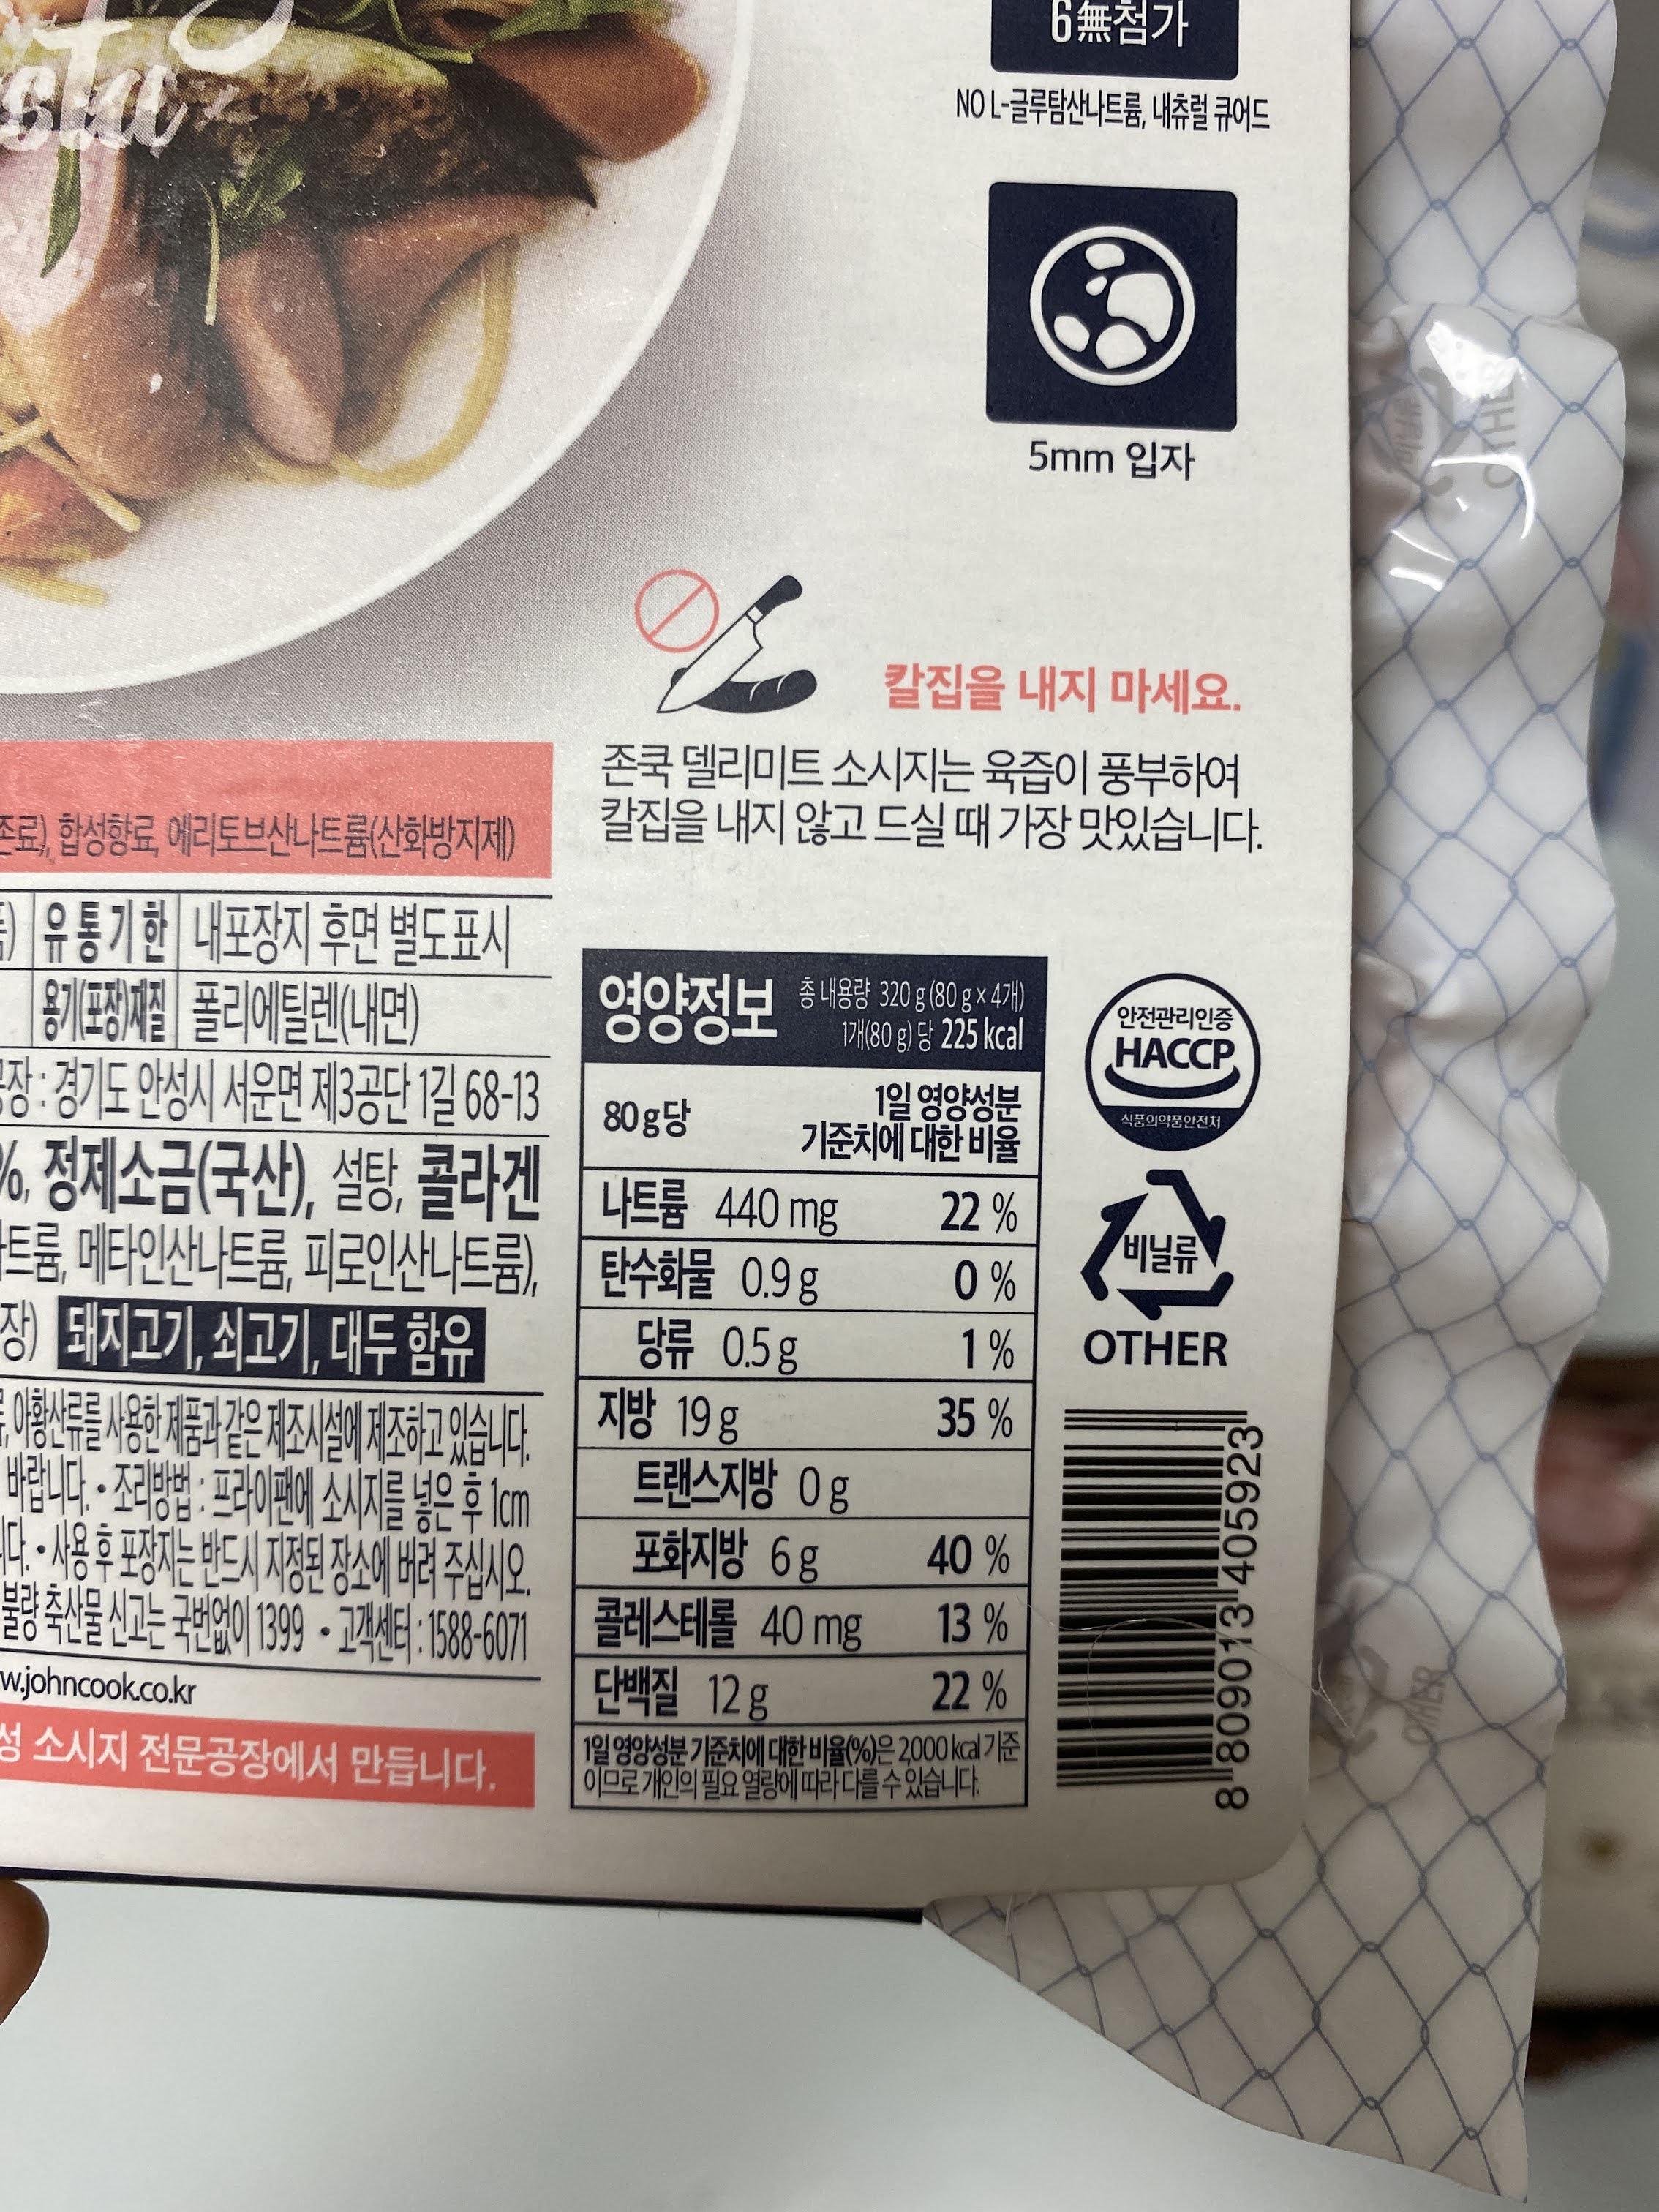 sta
6無첨가
NO L-글루탐산나트륨, 내츄럴 큐어드
5mm 입자
칼집을 내지 마세요.
존쿡 델리미트 소시지는 육즙이 풍부하여
칼집을 내지 않고 드실 때 가장 맛있습니다.
존료), 합성향료, 에리토브산나트륨(산화방지제)
유통기한 내포장지 후면 별도표시
용기(포장)재질 폴리에틸렌(내면)
장 : 경기도 안성시 서운면 제3공단 1길 68-13
%, 정제소금(국산), 설탕, 콜라겐
트륨, 메타인산나트륨, 피로인산나트륨),
장) 돼지고기, 쇠고기, 대두 함유
, 아황산류를 사용한 제품과 같은 제조시설에 제조하고 있습니다.
바랍니다. • 조리방법 : 프라이팬에 소시지를 넣은 후 1cm
다. • 사용 후 포장지는 반드시 지정된 장소에 버려 주십시오.
불량 축산물 신고는 국번없이 1399 • 고객센터 : 1588-6071
w.johncook.co.kr
성 소시지 전문공장에서 만듭니다.
영양정보 총 내용량 320 g (80 g × 4개)
1개(80 g) 당 225 kcal
80 g당 1일 영양성분
기준치에 대한 비율
나트륨 440 mg 22 %
탄수화물 0.9 g 0 %
당류 0.5 g 1 %
지방 19 g 35 %
트랜스지방 0 g
포화지방 6 g 40 %
콜레스테롤 40 mg 13 %
단백질 12 g 22 %
1일 영양성분 기준치에 대한 비율(%)은 2,000 kcal 기준
이므로 개인의 필요 열량에 따라 다를 수 있습니다.
안전관리인증
HACCP
식품의약품안전처
비닐류
OTHER
8 809013 405923
OTHER